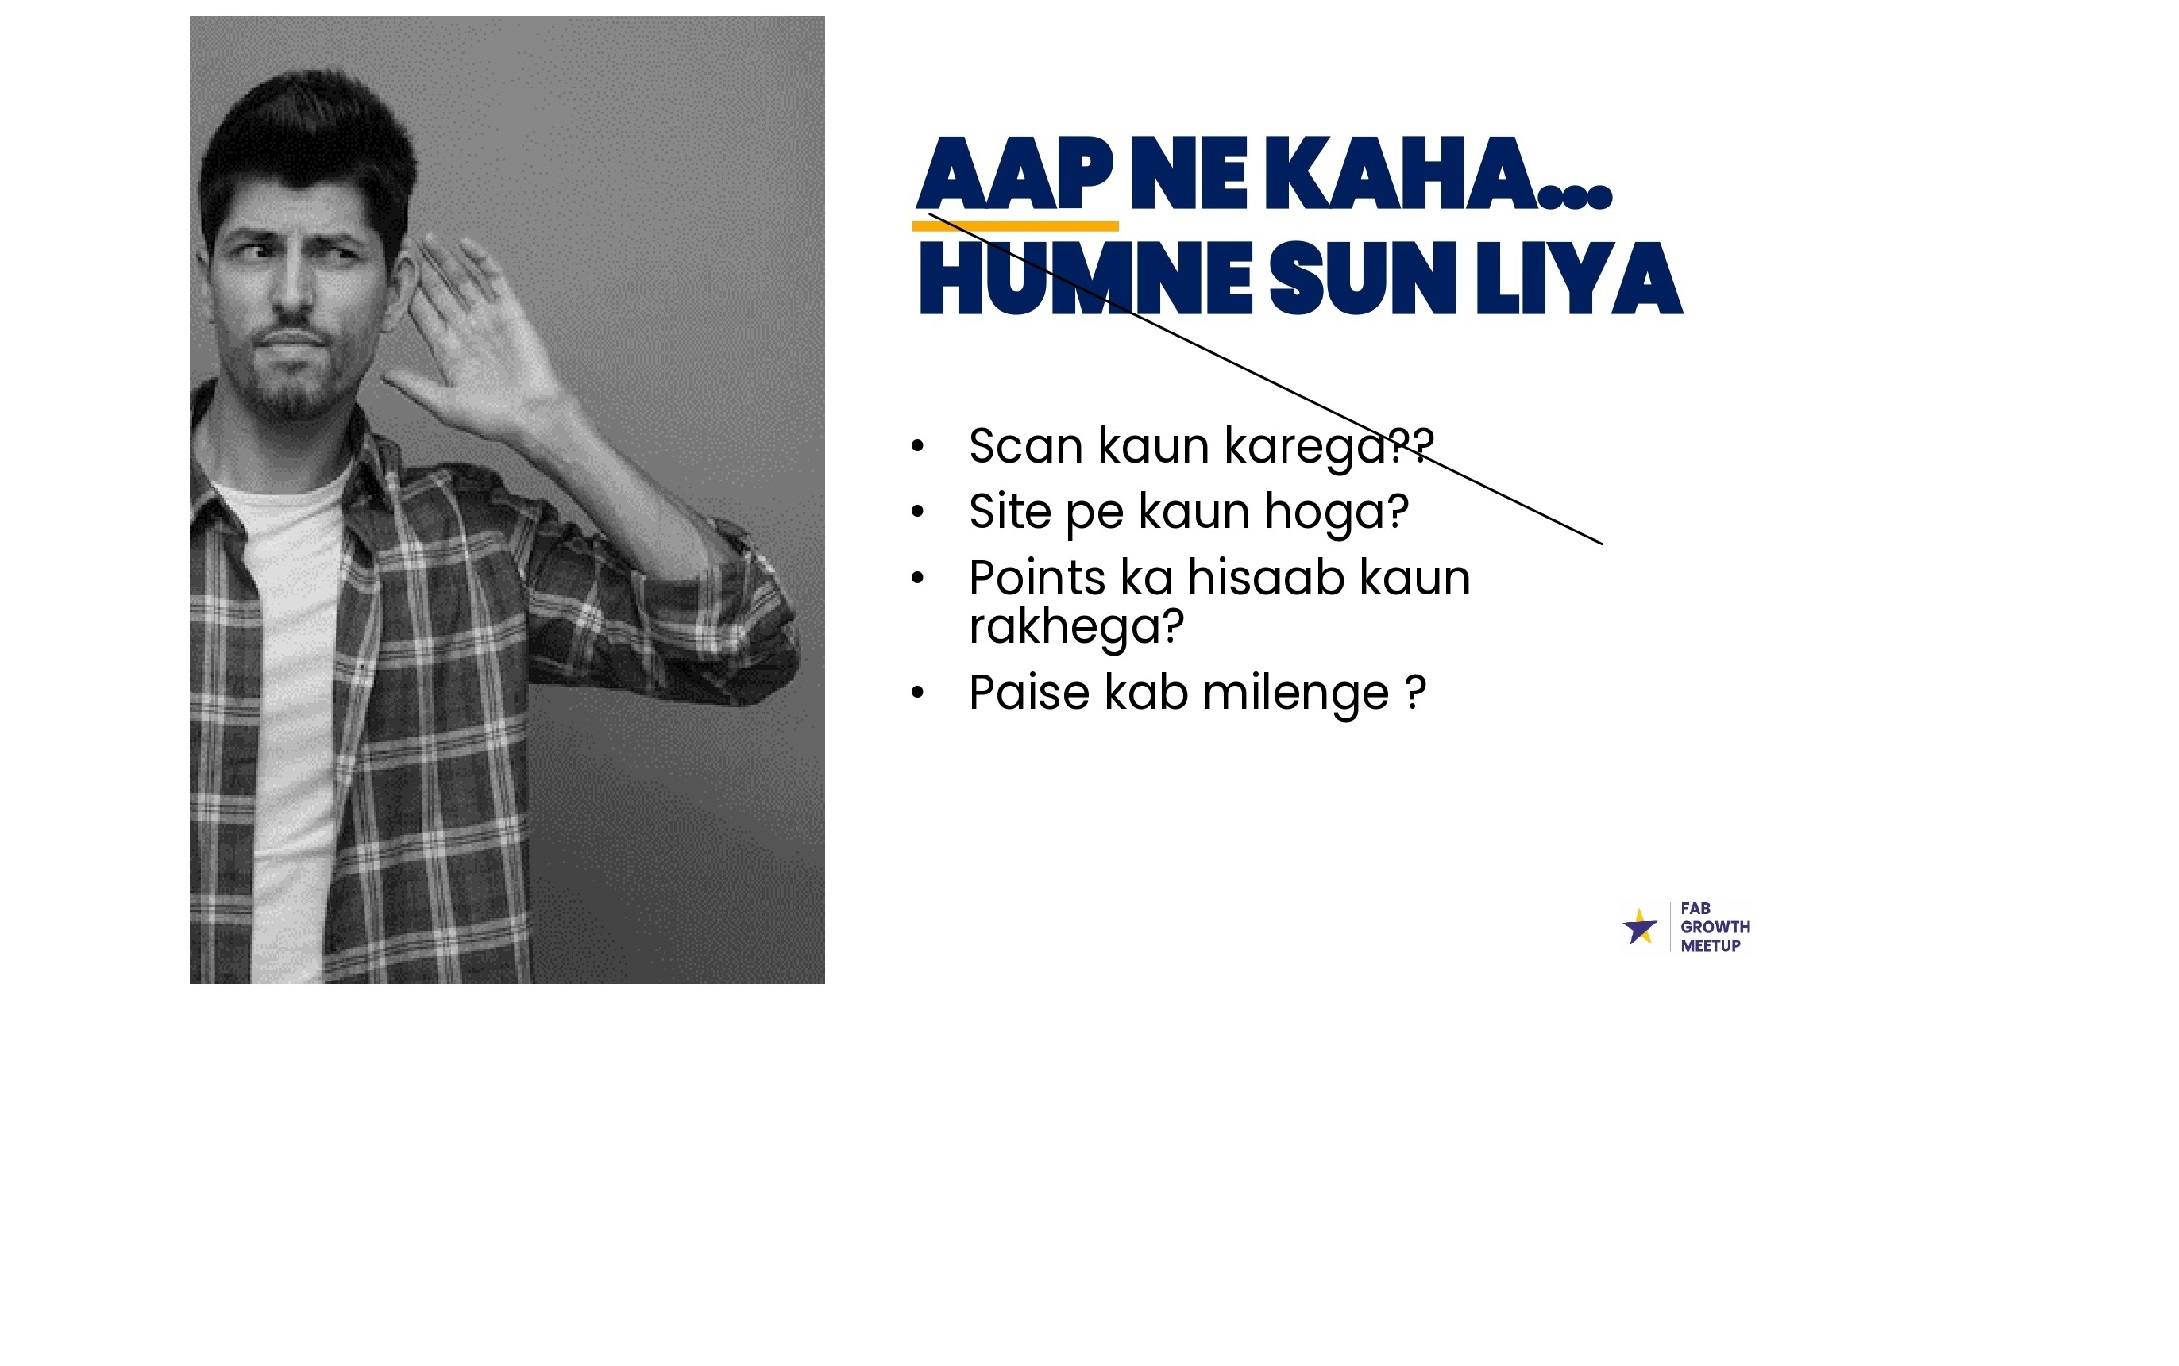 AAP NE KAHA...
HUMNE SUN LIYA
• Scan kaun karega??
• Site pe kaun hoga?
• Points ka hisaab kaun
rakhega?
• Paise kab milenge ?
FAB
GROWTH
MEETUP